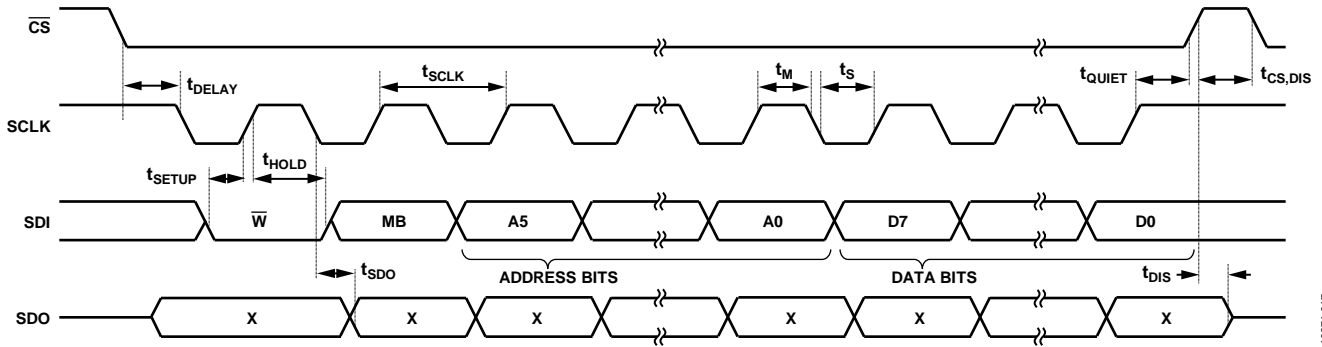 CS
tDELAY
tSCLK
tM
tS
tQUIET
tCS,DIS
SCLK
tSETUP
tHOLD
SDI
W
MB
A5
A0
D7
D0
tSDO
ADDRESS BITS
DATA BITS
tDIS
SDO
X
X
X
X
X
X